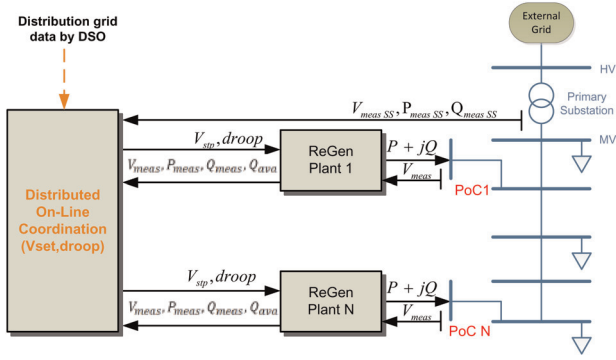 Distribution grid
data by DSO
External
Grid
HV
Primary
Substation
V_meas SS, P_meas SS, Q_meas SS
MV
V_stp, droop
V_meas, P_meas, Q_meas, Q_ava
ReGen
Plant 1
P + jQ
V_meas
PoC1
Distributed
On-Line
Coordination
(Vset,droop)
V_stp, droop
V_meas, P_meas, Q_meas, Q_ava
ReGen
Plant N
P + jQ
V_meas
PoC N